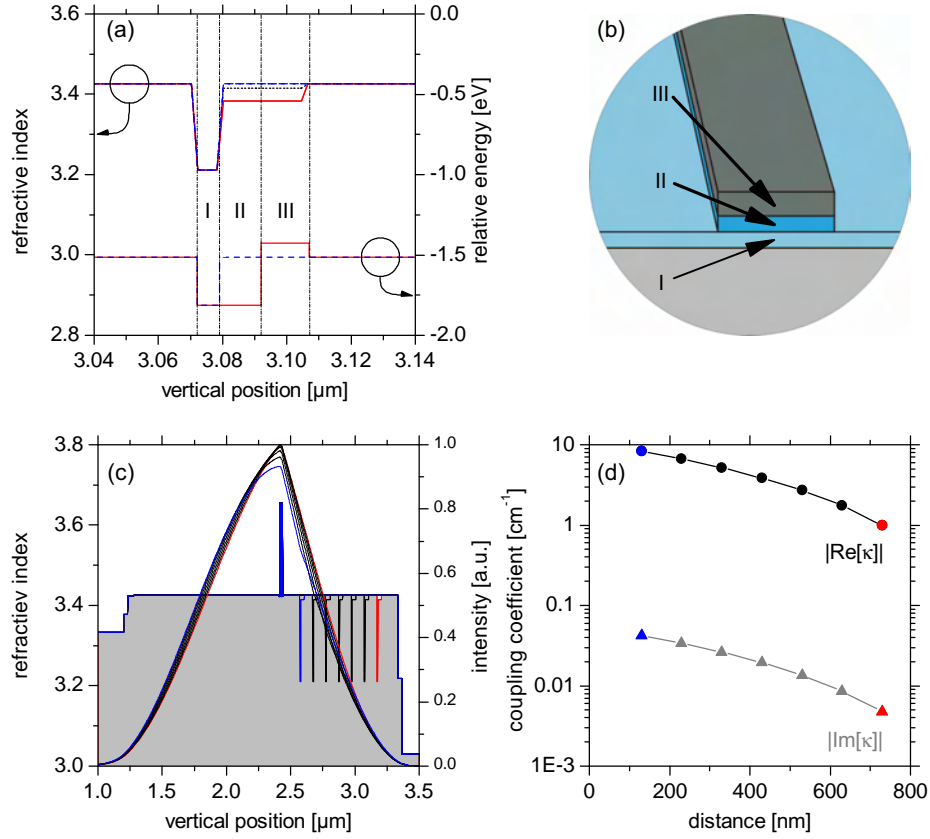 (a)
3.6
3.4
3.2
3.0
2.8
refractive index
0.0
-0.5
-1.0
-1.5
-2.0
relative energy [eV]
I
II
III
3.04
3.06
3.08
3.10
3.12
3.14
vertical position [µm]
(b)
III
II
I
(c)
3.8
3.6
3.4
3.2
3.0
refractiev index
1.0
0.8
0.6
0.4
0.2
0.0
intensity [a.u.]
1.0
1.5
2.0
2.5
3.0
3.5
vertical position [µm]
(d)
10
1
0.1
0.01
1E-3
coupling coefficient [cm⁻¹]
|Re[κ]|
|Im[κ]|
0
200
400
600
800
distance [nm]